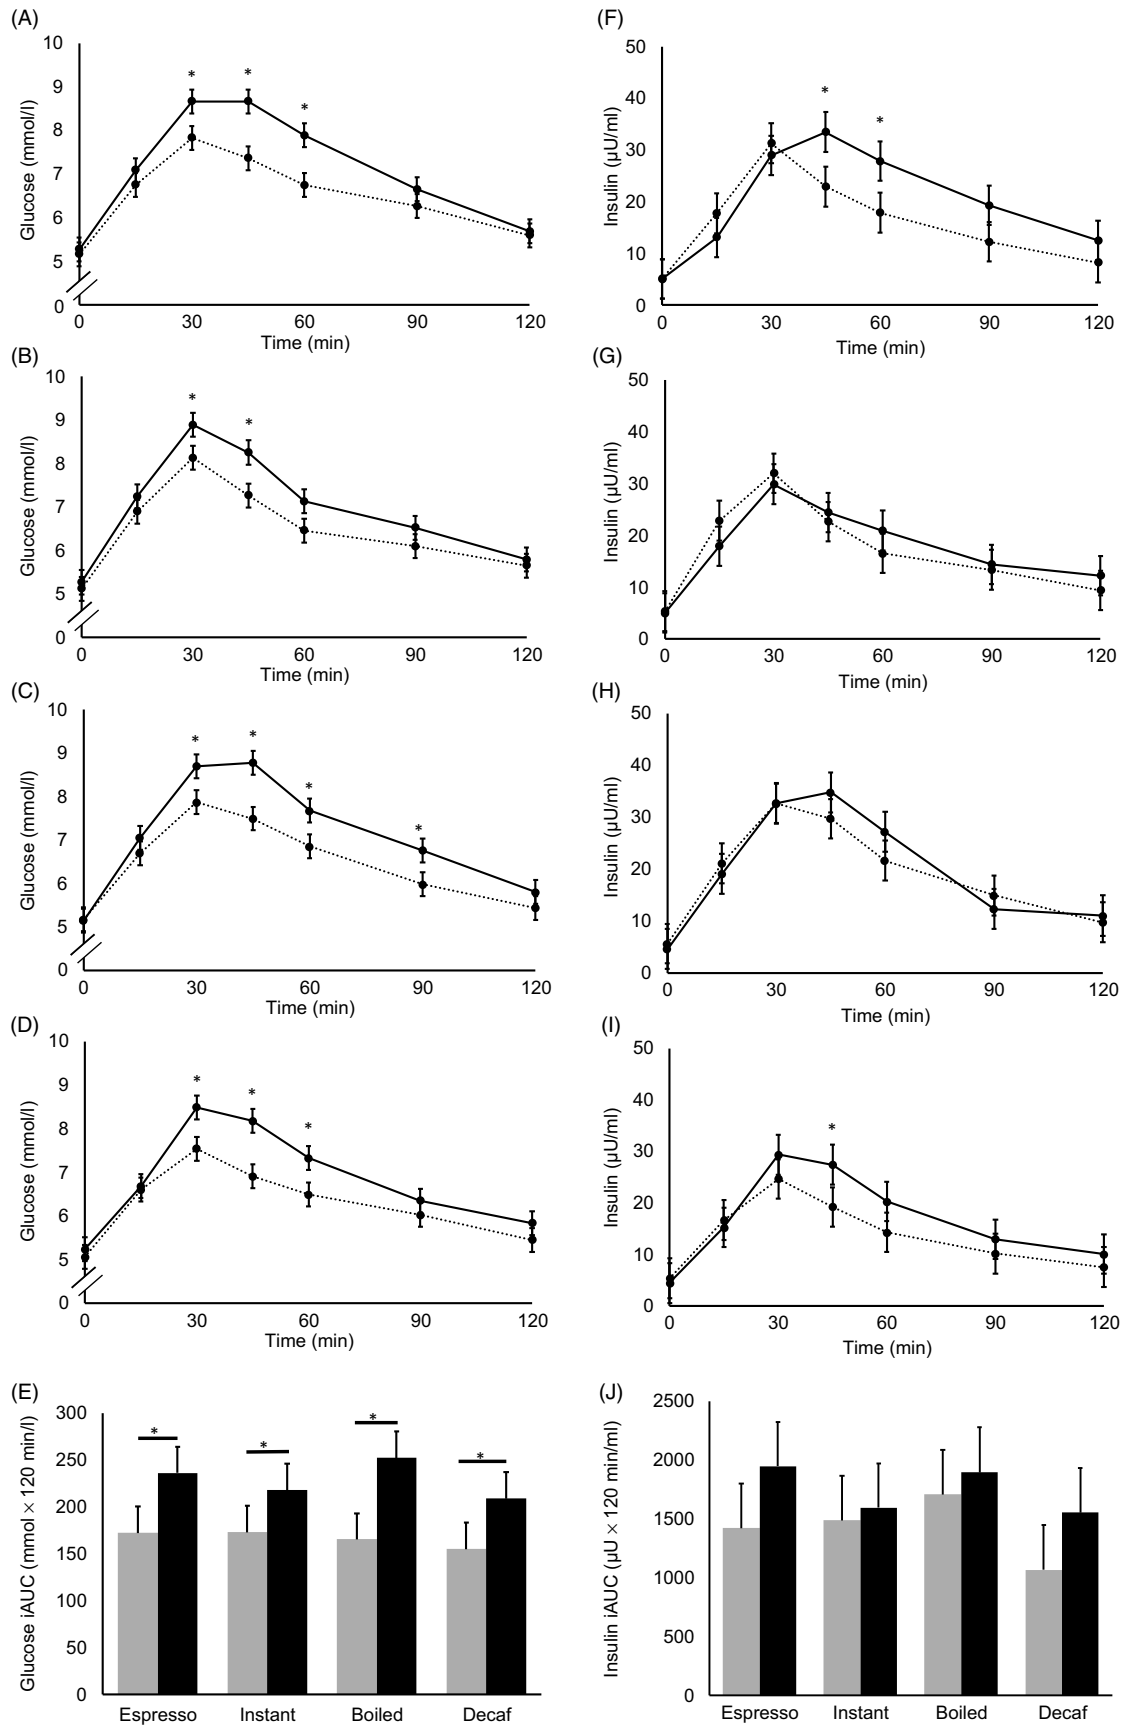 (A)
10
9
8
7
6
5
0
Glucose (mmol/l)
* * *
0 30 60 90 120
Time (min)
(F)
50
40
30
20
10
0
Insulin (µU/ml)
* *
0 30 60 90 120
Time (min)
(B)
10
9
8
7
6
5
0
Glucose (mmol/l)
* *
0 30 60 90 120
Time (min)
(G)
50
40
30
20
10
0
Insulin (µU/ml)
0 30 60 90 120
Time (min)
(C)
10
9
8
7
6
5
0
Glucose (mmol/l)
* * * *
0 30 60 90 120
Time (min)
(H)
50
40
30
20
10
0
Insulin (µU/ml)
0 30 60 90 120
Time (min)
(D)
10
9
8
7
6
5
0
Glucose (mmol/l)
* * *
0 30 60 90 120
Time (min)
(I)
50
40
30
20
10
0
Insulin (µU/ml)
*
0 30 60 90 120
Time (min)
(E)
300
250
200
150
100
50
0
Glucose iAUC (mmol × 120 min/l)
* * * *
Espresso Instant Boiled Decaf
(J)
2500
2000
1500
1000
500
0
Insulin iAUC (µU × 120 min/ml)
Espresso Instant Boiled Decaf